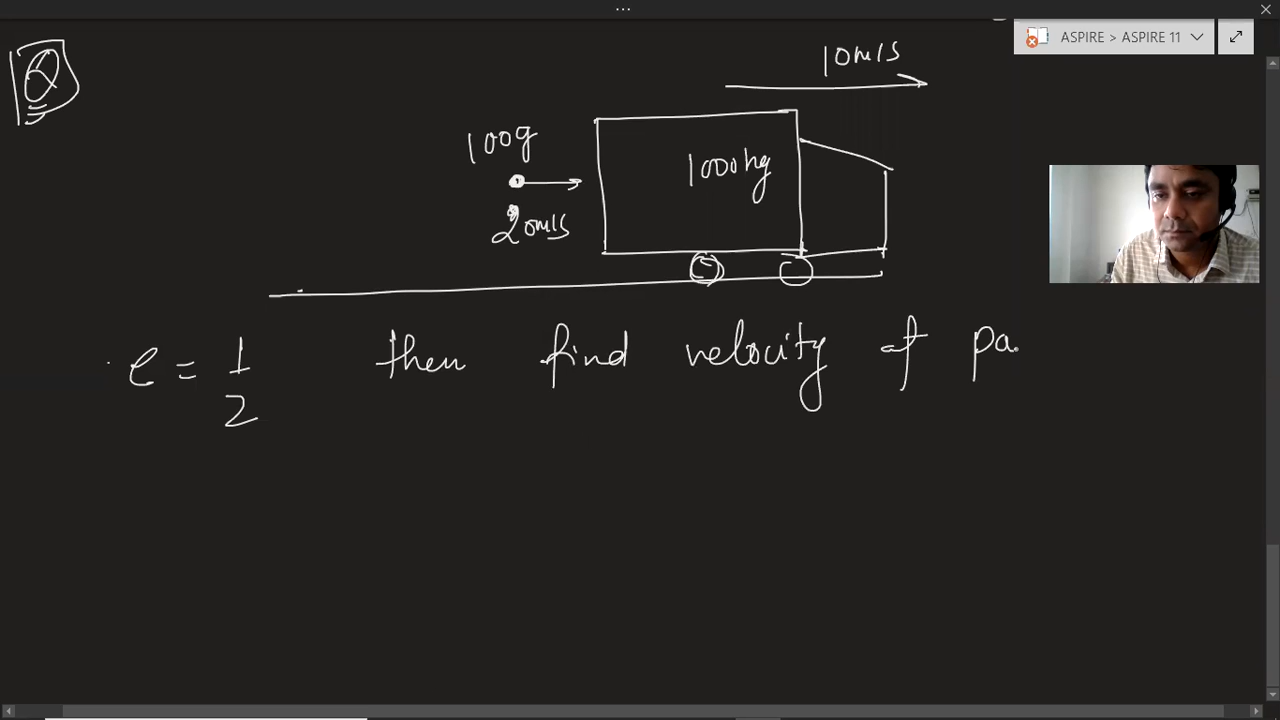 ...
ASPIRE > ASPIRE 11
Q
10m/s
100g
1000kg
20m/s
e = 1/2 then find velocity of pa